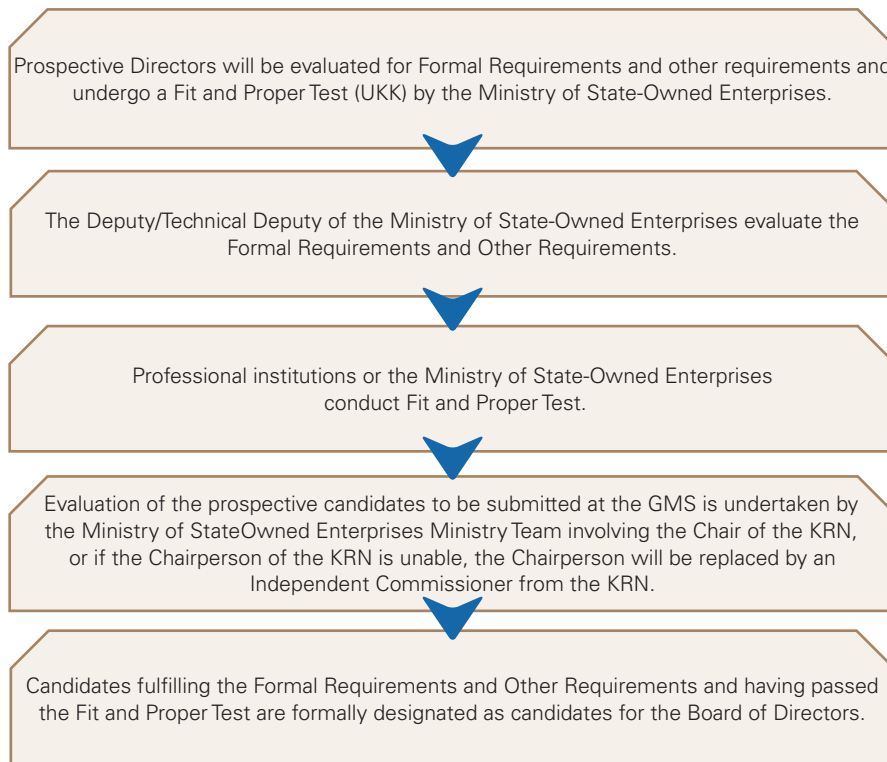 Prospective Directors will be evaluated for Formal Requirements and other requirements and
undergo a Fit and Proper Test (UKK) by the Ministry of State-Owned Enterprises.
The Deputy/Technical Deputy of the Ministry of State-Owned Enterprises evaluate the
Formal Requirements and Other Requirements.
Professional institutions or the Ministry of State-Owned Enterprises
conduct Fit and Proper Test.
Evaluation of the prospective candidates to be submitted at the GMS is undertaken by
the Ministry of StateOwned Enterprises Ministry Team involving the Chair of the KRN,
or if the Chairperson of the KRN is unable, the Chairperson will be replaced by an
Independent Commissioner from the KRN.
Candidates fulfilling the Formal Requirements and Other Requirements and having passed
the Fit and Proper Test are formally designated as candidates for the Board of Directors.